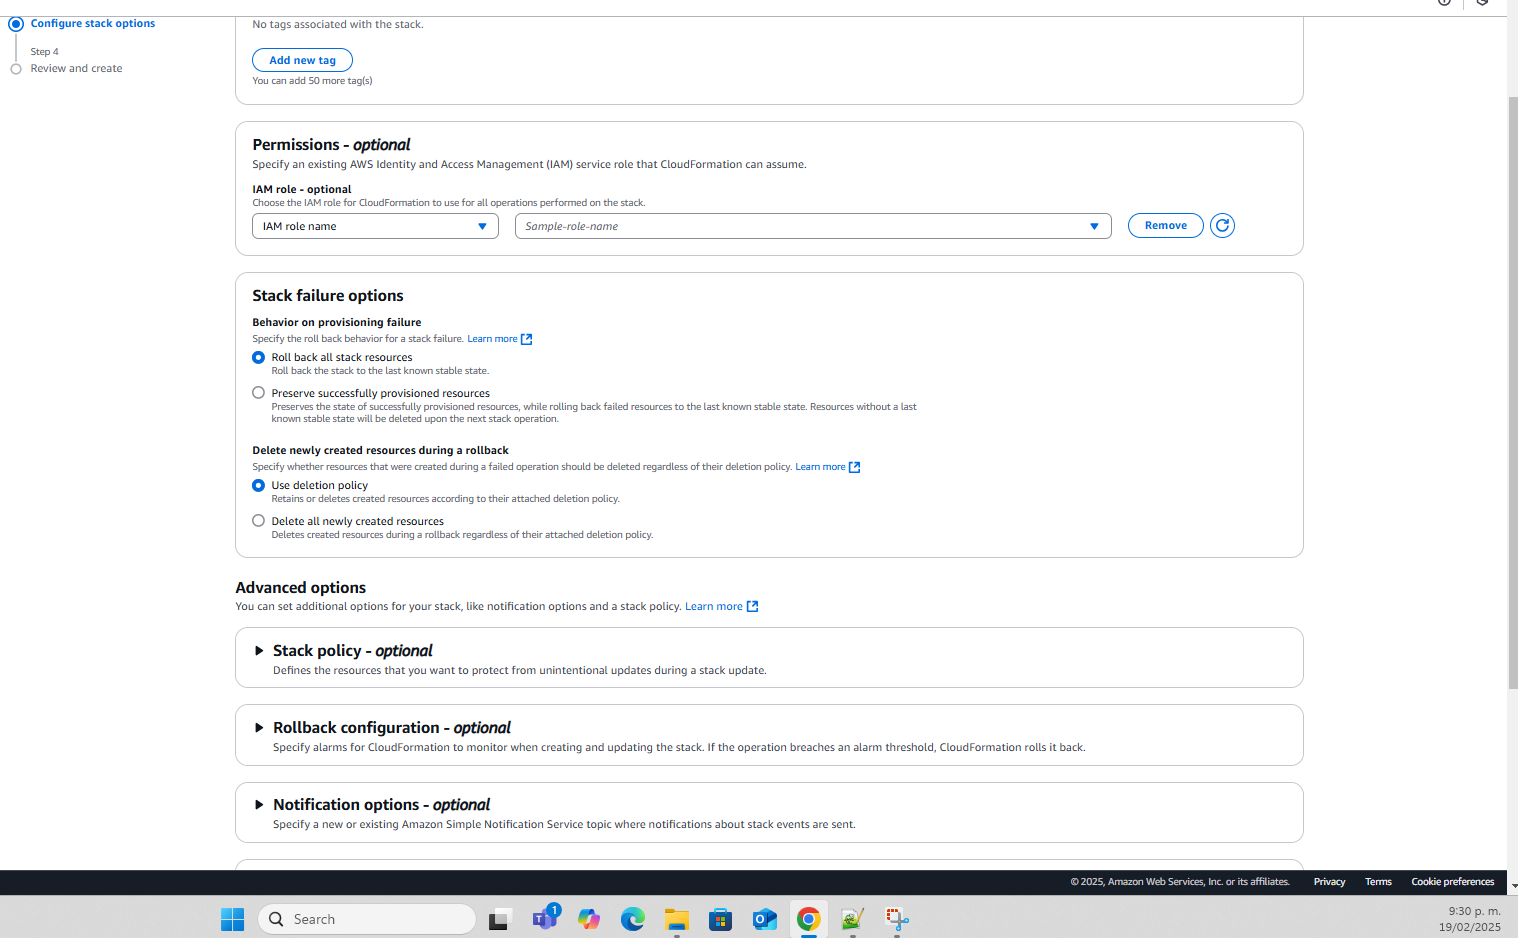 Configure stack options
Step 4
Review and create
No tags associated with the stack.
Add new tag
You can add 50 more tag(s)
Permissions - optional
Specify an existing AWS Identity and Access Management (IAM) service role that CloudFormation can assume.
IAM role - optional
Choose the IAM role for CloudFormation to use for all operations performed on the stack.
IAM role name
Sample-role-name
Remove
Stack failure options
Behavior on provisioning failure
Specify the roll back behavior for a stack failure. Learn more
Roll back all stack resources
Roll back the stack to the last known stable state.
Preserve successfully provisioned resources
Preserves the state of successfully provisioned resources, while rolling back failed resources to the last known stable state. Resources without a last
known stable state will be deleted upon the next stack operation.
Delete newly created resources during a rollback
Specify whether resources that were created during a failed operation should be deleted regardless of their deletion policy. Learn more
Use deletion policy
Retains or deletes created resources according to their attached deletion policy.
Delete all newly created resources
Deletes created resources during a rollback regardless of their attached deletion policy.
Advanced options
You can set additional options for your stack, like notification options and a stack policy. Learn more
Stack policy - optional
Defines the resources that you want to protect from unintentional updates during a stack update.
Rollback configuration - optional
Specify alarms for CloudFormation to monitor when creating and updating the stack. If the operation breaches an alarm threshold, CloudFormation rolls it back.
Notification options - optional
Specify a new or existing Amazon Simple Notification Service topic where notifications about stack events are sent.
© 2025, Amazon Web Services, Inc. or its affiliates. Privacy Terms Cookie preferences
Search
1
9:30 p. m.
19/02/2025